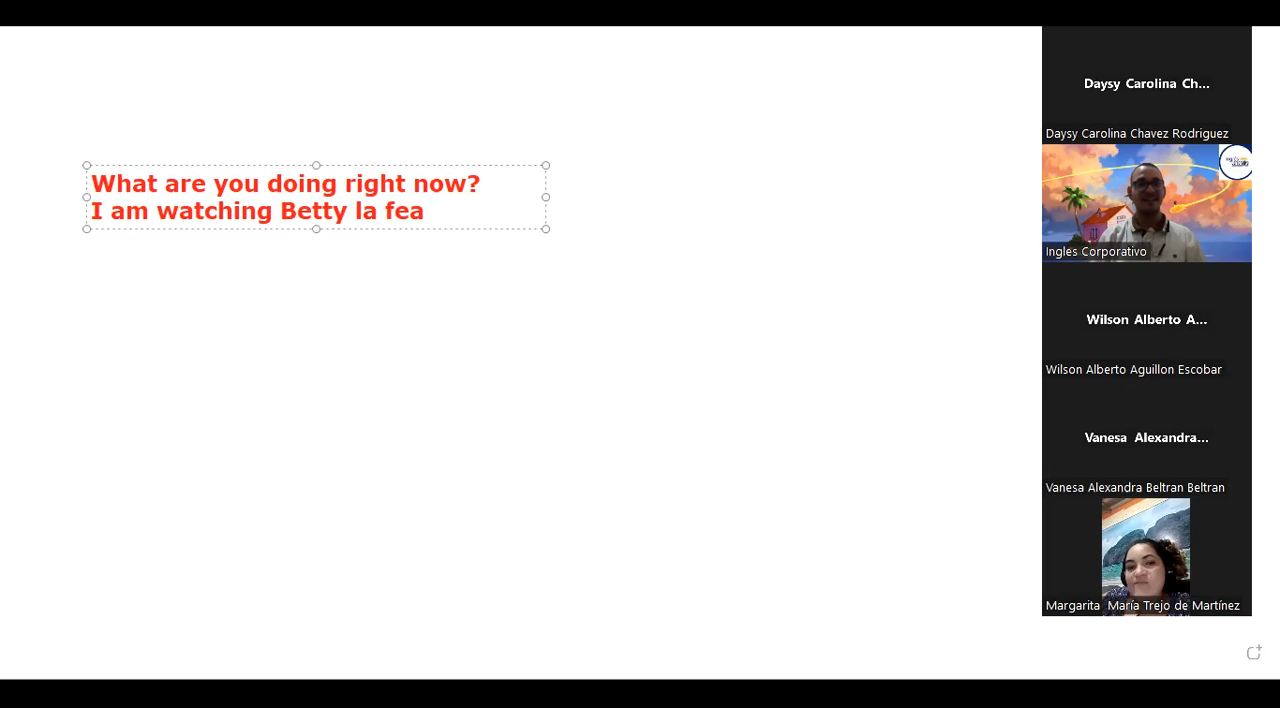 What are you doing right now?
I am watching Betty la fea
Daysy Carolina Ch...
Daysy Carolina Chavez Rodriguez
Ingles Corporativo
Wilson Alberto A...
Wilson Alberto Aguillon Escobar
Vanesa Alexandra...
Vanesa Alexandra Beltran Beltran
Margarita María Trejo de Martínez